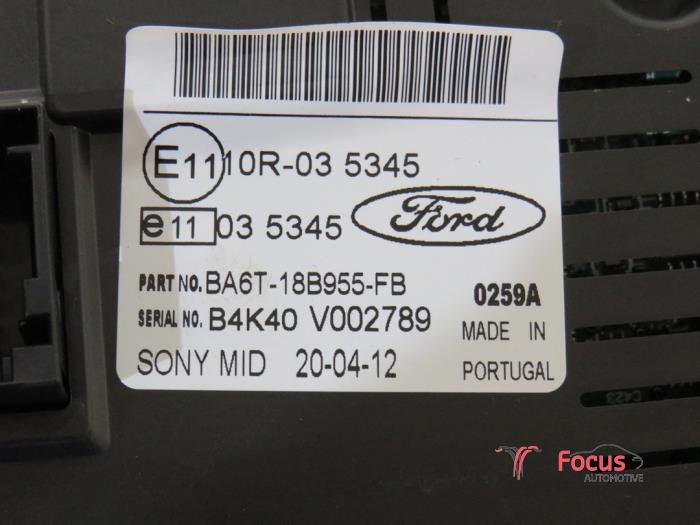 E11 10R-03 5345
e11 03 5345 Ford
PART NO. BA6T-18B955-FB 0259A
SERIAL NO. B4K40 V002789 MADE IN
SONY MID 20-04-12 PORTUGAL
C423
Focus
AUTOMOTIVE